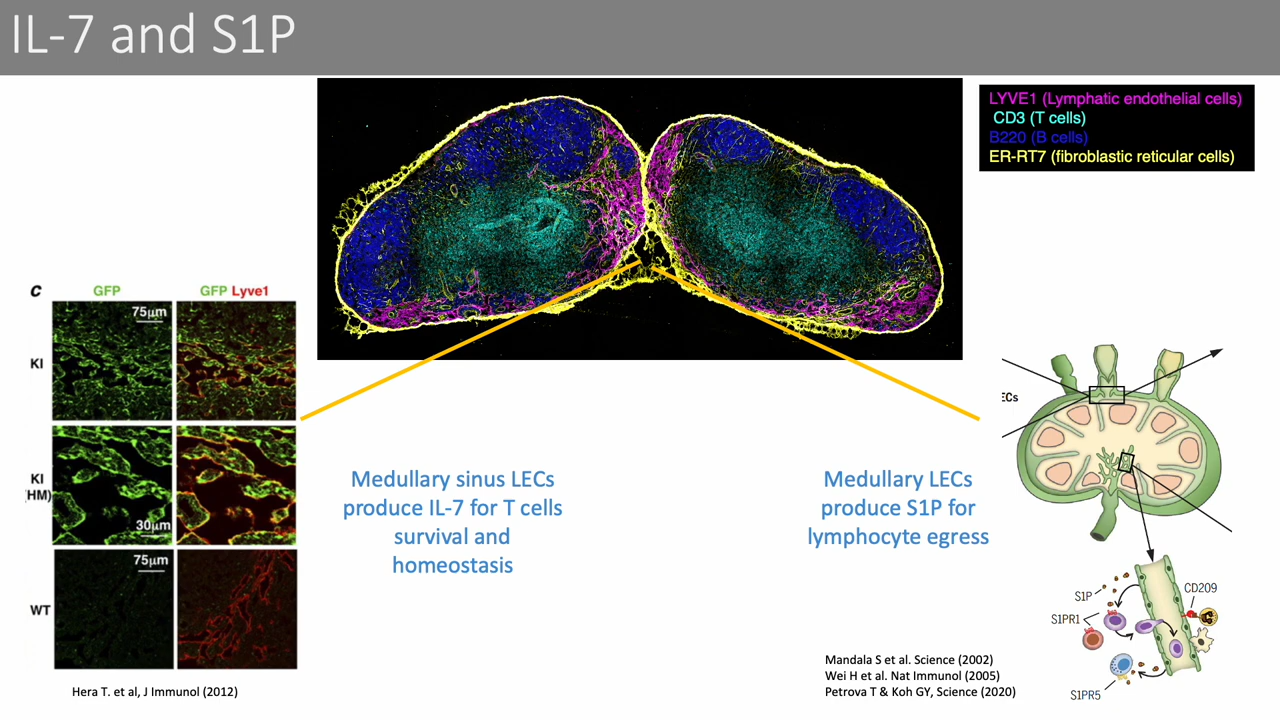 IL-7 and S1P
LYVE1 (Lymphatic endothelial cells)
CD3 (T cells)
B220 (B cells)
ER-RT7 (fibroblastic reticular cells)
C
GFP
GFP Lyve1
75µm
KI
KI
(HM)
30µm
75µm
WT
Hera T. et al, J Immunol (2012)
Medullary sinus LECs
produce IL-7 for T cells
survival and
homeostasis
Medullary LECs
produce S1P for
lymphocyte egress
ECs
S1P
CD209
S1PR1
S1PR5
Mandala S et al. Science (2002)
Wei H et al. Nat Immunol (2005)
Petrova T & Koh GY, Science (2020)